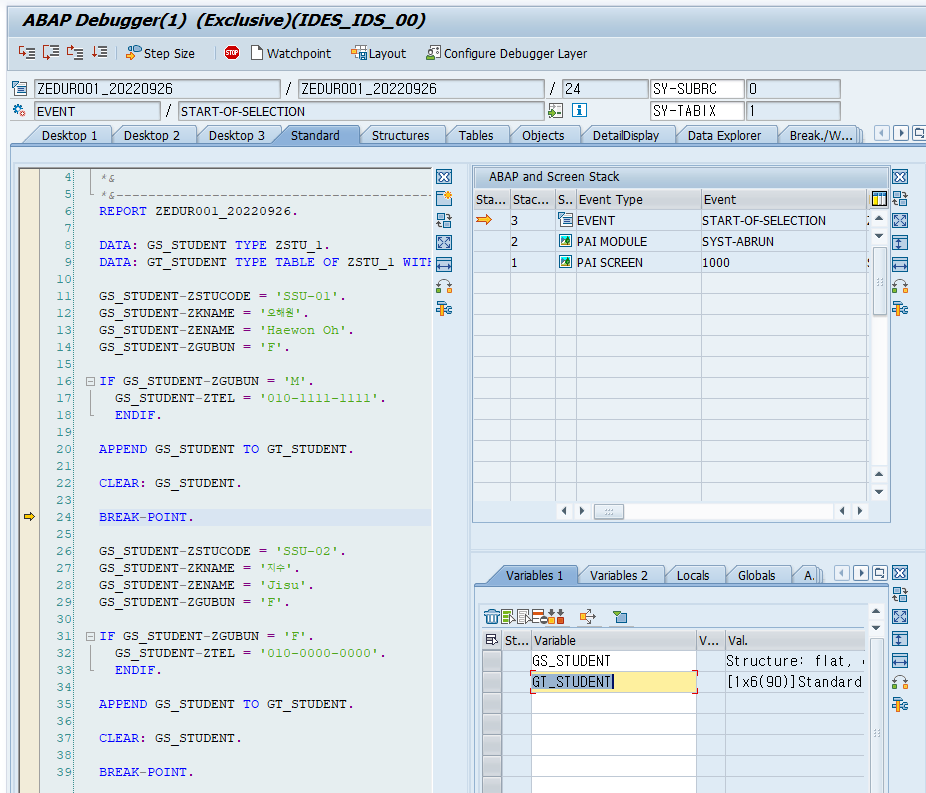 ABAP Debugger(1) (Exclusive)(IDES_IDS_00)
Step Size STOP Watchpoint Layout Configure Debugger Layer
ZEDUR001_20220926 / ZEDUR001_20220926 / 24 SY-SUBRC 0
EVENT / START-OF-SELECTION SY-TABIX 1
Desktop 1 Desktop 2 Desktop 3 Standard Structures Tables Objects DetailDisplay Data Explorer Break./W...
4 *&
5 *&----------------------------------------
6 REPORT ZEDUR001_20220926.
7
8 DATA: GS_STUDENT TYPE ZSTU_1.
9 DATA: GT_STUDENT TYPE TABLE OF ZSTU_1 WITH
10
11 GS_STUDENT-ZSTUCODE = 'SSU-01'.
12 GS_STUDENT-ZKNAME = '오해원'.
13 GS_STUDENT-ZENAME = 'Haewon Oh'.
14 GS_STUDENT-ZGUBUN = 'F'.
15
16 IF GS_STUDENT-ZGUBUN = 'M'.
17 GS_STUDENT-ZTEL = '010-1111-1111'.
18 ENDIF.
19
20 APPEND GS_STUDENT TO GT_STUDENT.
21
22 CLEAR: GS_STUDENT.
23
24 BREAK-POINT.
25
26 GS_STUDENT-ZSTUCODE = 'SSU-02'.
27 GS_STUDENT-ZKNAME = '지수'.
28 GS_STUDENT-ZENAME = 'Jisu'.
29 GS_STUDENT-ZGUBUN = 'F'.
30
31 IF GS_STUDENT-ZGUBUN = 'F'.
32 GS_STUDENT-ZTEL = '010-0000-0000'.
33 ENDIF.
34
35 APPEND GS_STUDENT TO GT_STUDENT.
36
37 CLEAR: GS_STUDENT.
38
39 BREAK-POINT.
ABAP and Screen Stack
Sta... Stac... S.. Event Type Event
3 EVENT START-OF-SELECTION
2 PAI MODULE SYST-ABRUN
1 PAI SCREEN 1000
Variables 1 Variables 2 Locals Globals A.
St... Variable V... Val.
GS_STUDENT Structure: flat,
GT_STUDENT [1x6(90)]Standard